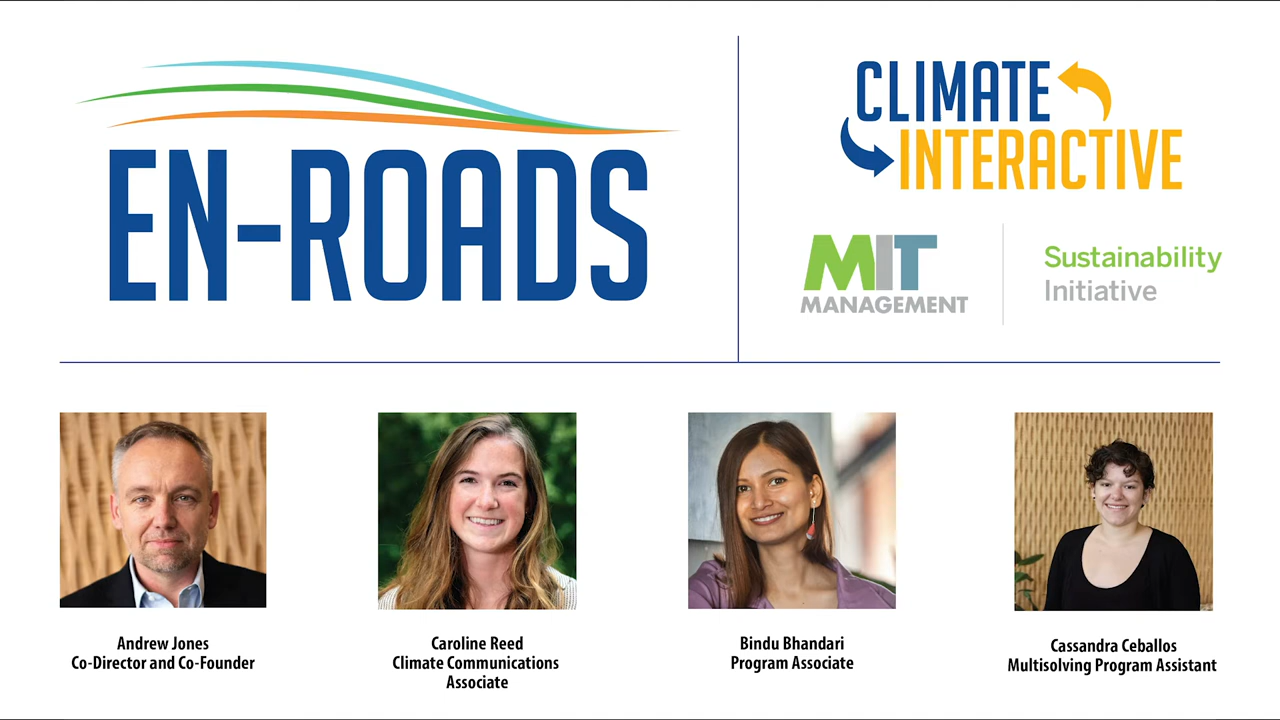 EN-ROADS
CLIMATE
INTERACTIVE
MIT
MANAGEMENT
Sustainability
Initiative
Andrew Jones
Co-Director and Co-Founder
Caroline Reed
Climate Communications
Associate
Bindu Bhandari
Program Associate
Cassandra Ceballos
Multisolving Program Assistant